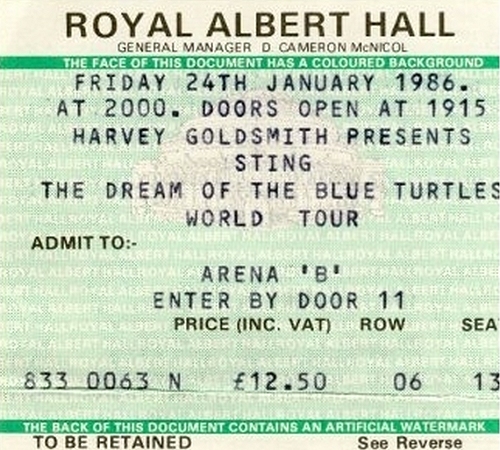 ROYAL ALBERT HALL
GENERAL MANAGER D. CAMERON McNICOL
THE FACE OF THIS DOCUMENT HAS A COLOURED BACKGROUND
FRIDAY 24TH JANUARY 1986.
AT 2000. DOORS OPEN AT 1915
HARVEY GOLDSMITH PRESENTS
STING
THE DREAM OF THE BLUE TURTLES
WORLD TOUR
ADMIT TO:-
ARENA 'B'
ENTER BY DOOR 11
PRICE (INC. VAT) ROW SEA
833 0063 N £12.50 06 13
THE BACK OF THIS DOCUMENT CONTAINS AN ARTIFICIAL WATERMARK
TO BE RETAINED See Reverse